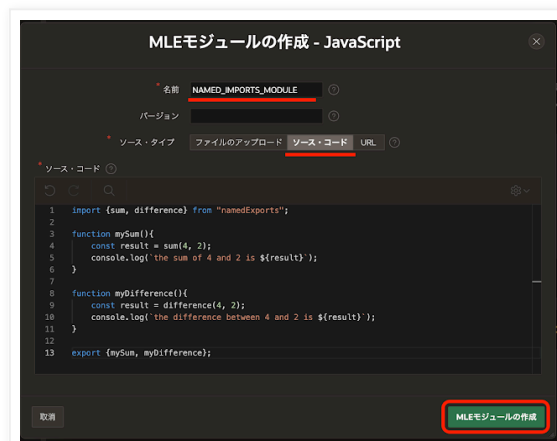 MLEモジュールの作成 - JavaScript
* 名前 NAMED_IMPORTS_MODULE
バージョン
* ソース・タイプ ファイルのアップロード ソース・コード URL
* ソース・コード
1 import {sum, difference} from "namedExports";
2
3 function mySum(){
4 const result = sum(4, 2);
5 console.log(`the sum of 4 and 2 is ${result}`);
6 }
7
8 function myDifference(){
9 const result = difference(4, 2);
10 console.log(`the difference between 4 and 2 is ${result}`);
11 }
12
13 export {mySum, myDifference};
取消 MLEモジュールの作成